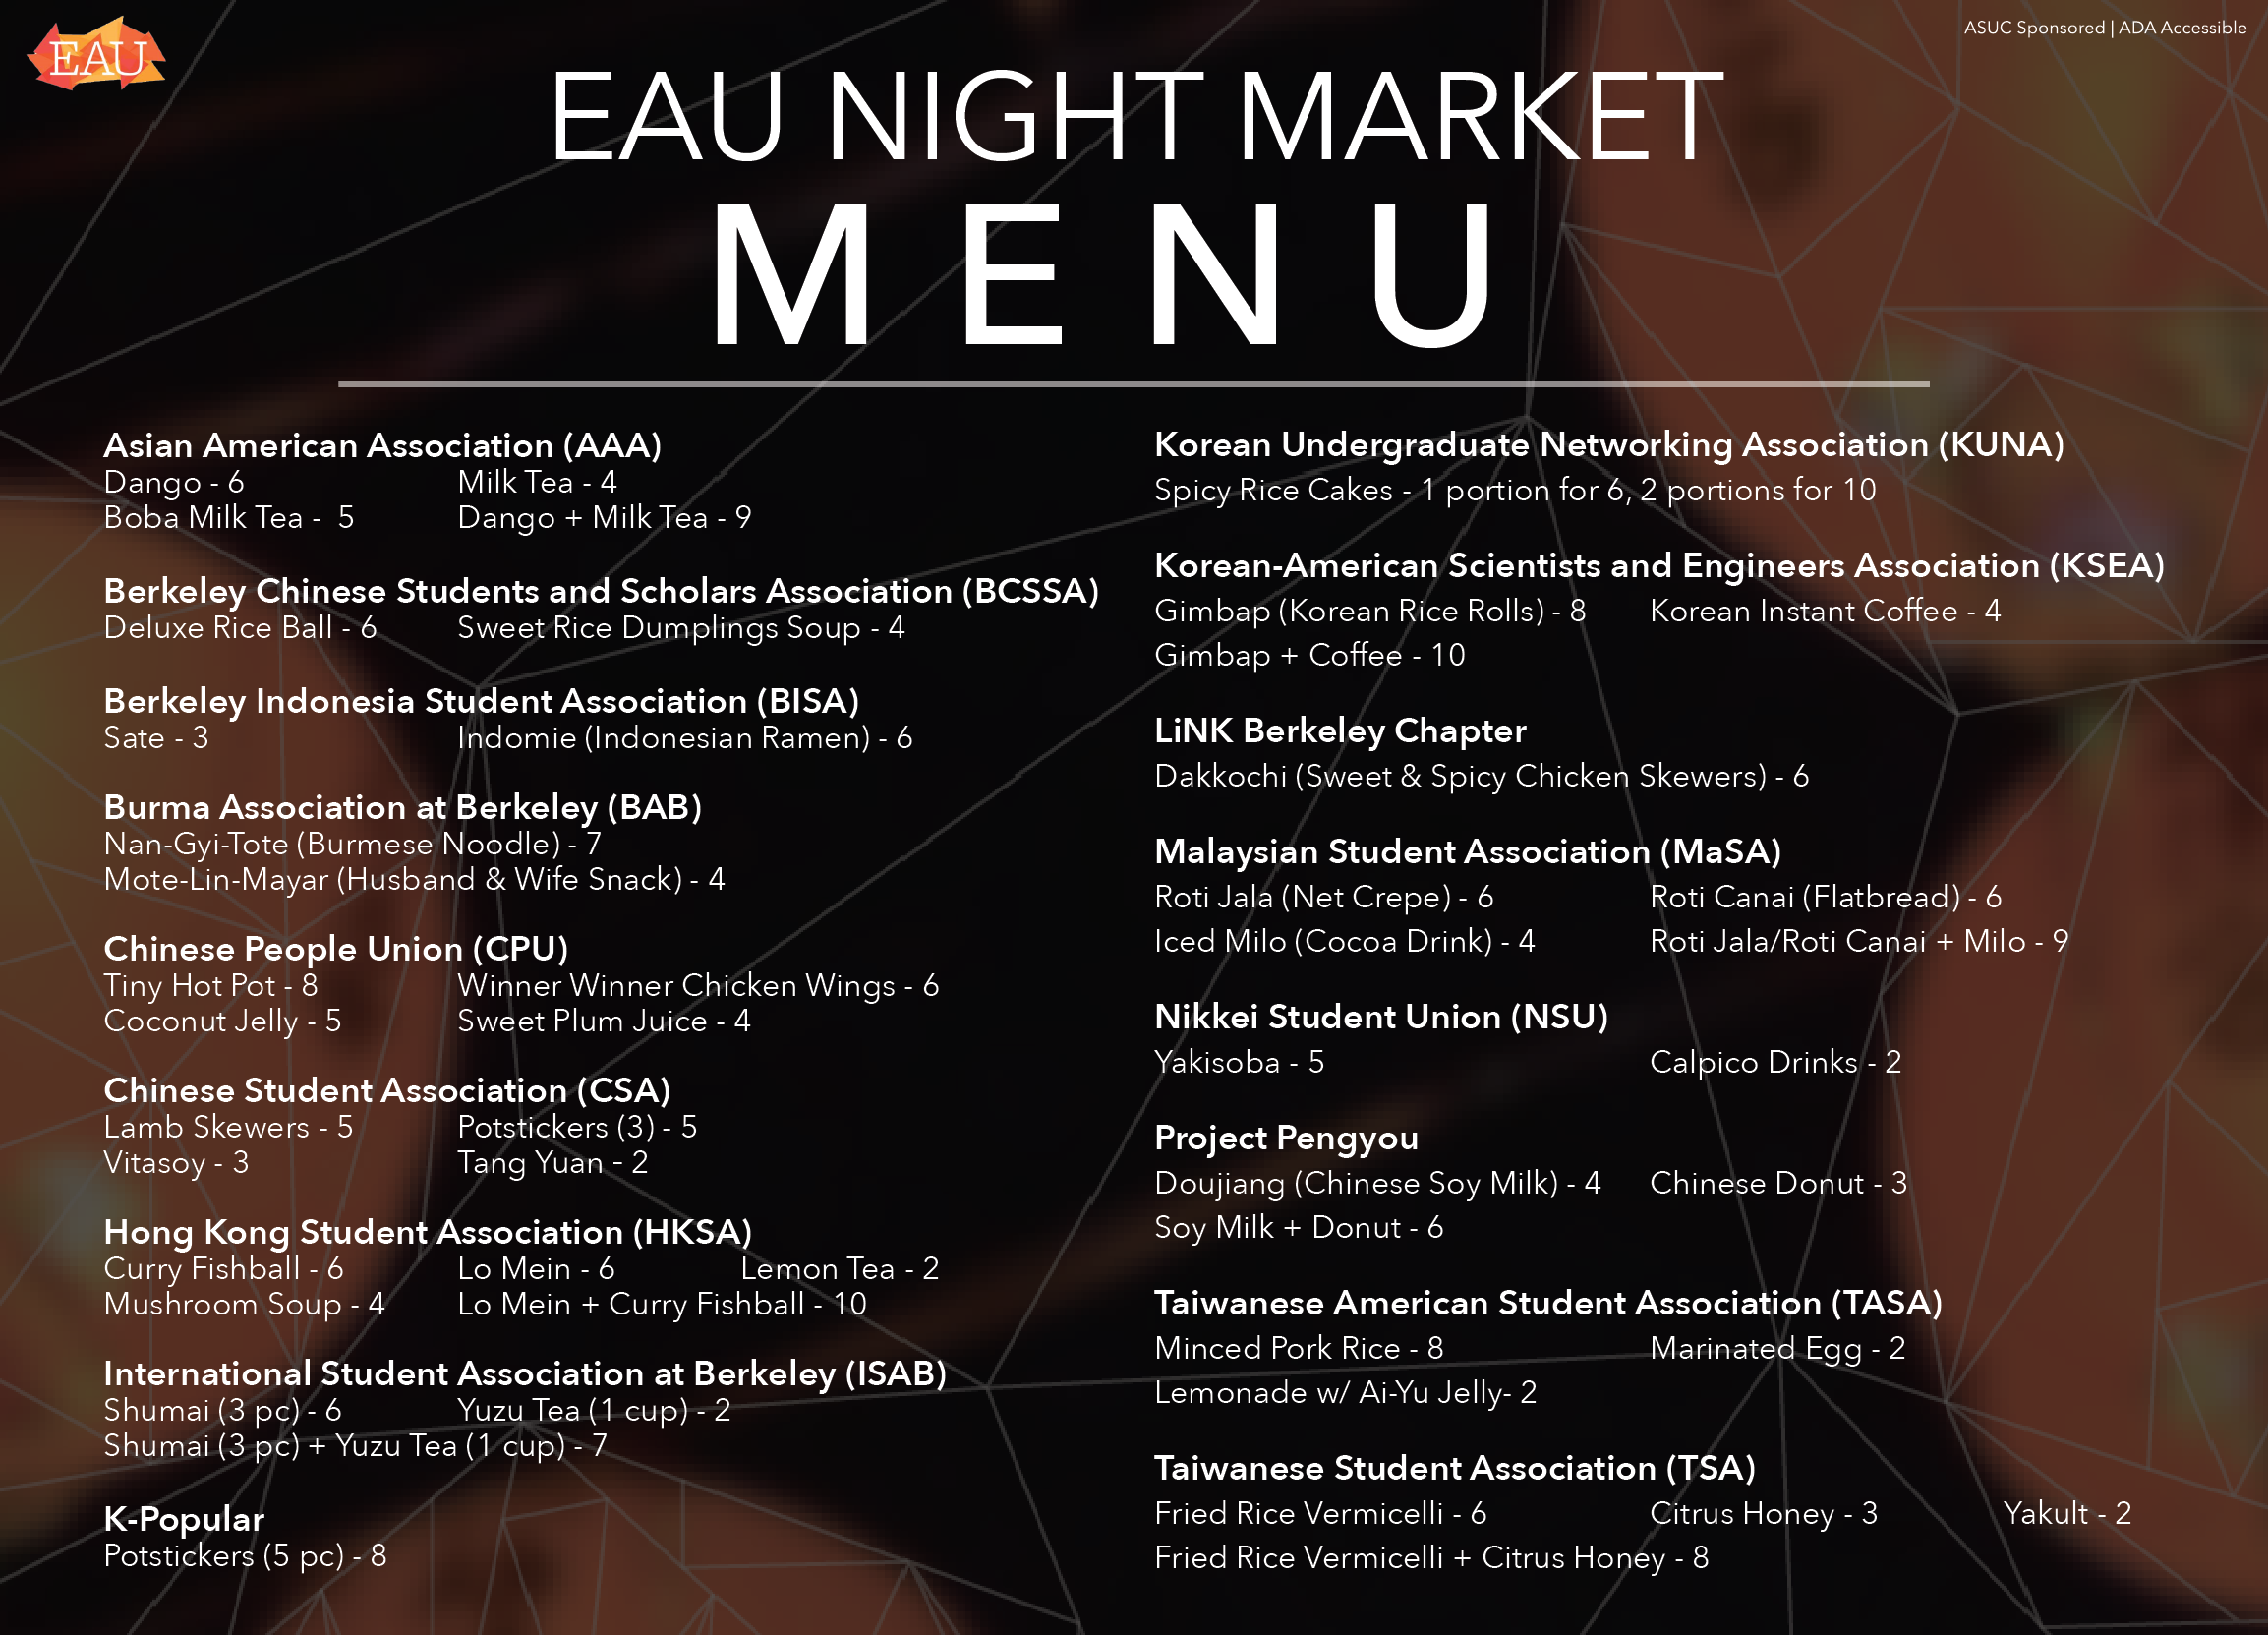 EAU
ASUC Sponsored | ADA Accessible
EAU NIGHT MARKET
MENU
Asian American Association (AAA)
Dango - 6 Milk Tea - 4
Boba Milk Tea - 5 Dango + Milk Tea - 9
Berkeley Chinese Students and Scholars Association (BCSSA)
Deluxe Rice Ball - 6 Sweet Rice Dumplings Soup - 4
Berkeley Indonesia Student Association (BISA)
Sate - 3 Indomie (Indonesian Ramen) - 6
Burma Association at Berkeley (BAB)
Nan-Gyi-Tote (Burmese Noodle) - 7
Mote-Lin-Mayar (Husband & Wife Snack) - 4
Chinese People Union (CPU)
Tiny Hot Pot - 8 Winner Winner Chicken Wings - 6
Coconut Jelly - 5 Sweet Plum Juice - 4
Chinese Student Association (CSA)
Lamb Skewers - 5 Potstickers (3) - 5
Vitasoy - 3 Tang Yuan - 2
Hong Kong Student Association (HKSA)
Curry Fishball - 6 Lo Mein - 6 Lemon Tea - 2
Mushroom Soup - 4 Lo Mein + Curry Fishball - 10
International Student Association at Berkeley (ISAB)
Shumai (3 pc) - 6 Yuzu Tea (1 cup) - 2
Shumai (3 pc) + Yuzu Tea (1 cup) - 7
K-Popular
Potstickers (5 pc) - 8
Korean Undergraduate Networking Association (KUNA)
Spicy Rice Cakes - 1 portion for 6, 2 portions for 10
Korean-American Scientists and Engineers Association (KSEA)
Gimbap (Korean Rice Rolls) - 8 Korean Instant Coffee - 4
Gimbap + Coffee - 10
LiNK Berkeley Chapter
Dakkochi (Sweet & Spicy Chicken Skewers) - 6
Malaysian Student Association (MaSA)
Roti Jala (Net Crepe) - 6 Roti Canai (Flatbread) - 6
Iced Milo (Cocoa Drink) - 4 Roti Jala/Roti Canai + Milo - 9
Nikkei Student Union (NSU)
Yakisoba - 5 Calpico Drinks - 2
Project Pengyou
Doujiang (Chinese Soy Milk) - 4 Chinese Donut - 3
Soy Milk + Donut - 6
Taiwanese American Student Association (TASA)
Minced Pork Rice - 8 Marinated Egg - 2
Lemonade w/ Ai-Yu Jelly- 2
Taiwanese Student Association (TSA)
Fried Rice Vermicelli - 6 Citrus Honey - 3 Yakult - 2
Fried Rice Vermicelli + Citrus Honey - 8